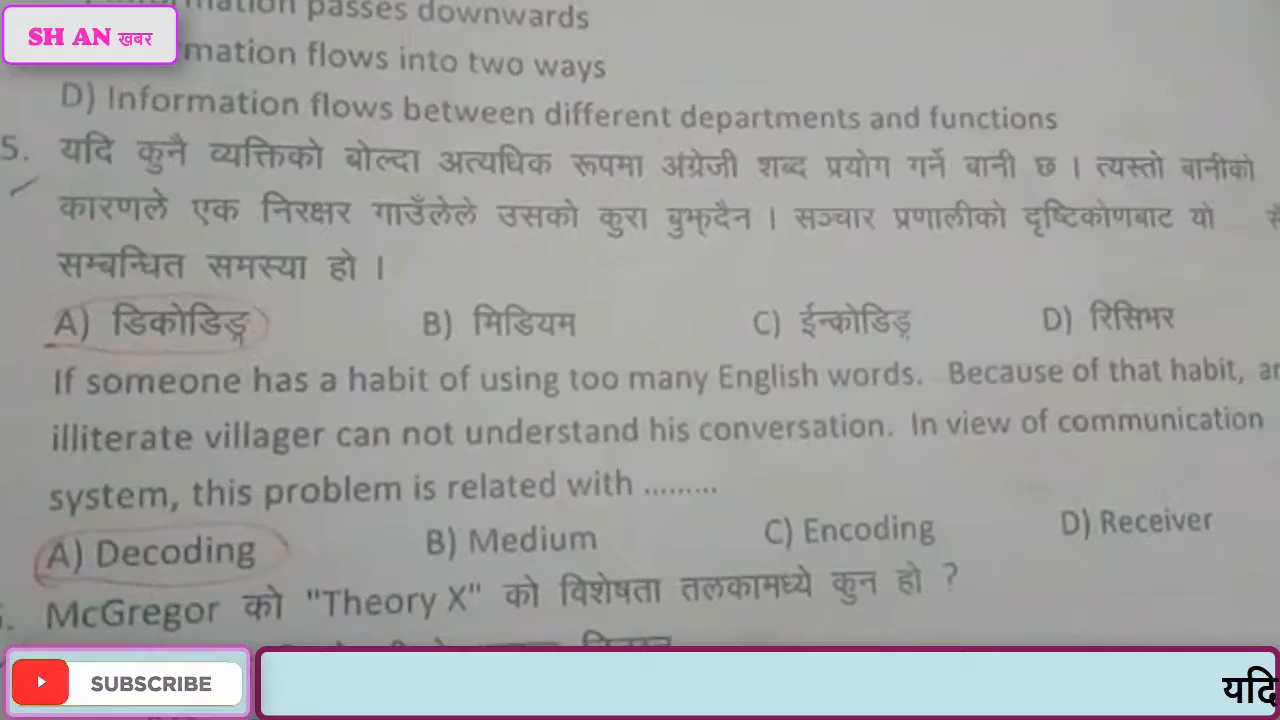 passes downwards
SH AN खबर
mation flows into two ways
D) Information flows between different departments and functions
5. यदि कुनै व्यक्तिको बोल्दा अत्यधिक रूपमा अंग्रेजी शब्द प्रयोग गर्ने बानी छ । त्यस्तो बानीको
कारणले एक निरक्षर गाउँलेले उसको कुरा बुझ्दैन । सञ्चार प्रणालीको दृष्टिकोणबाट यो
सम्बन्धित समस्या हो ।
A) डिकोडिङ्ग B) मिडियम C) ईन्कोडिङ्ग D) रिसिभर
If someone has a habit of using too many English words. Because of that habit, an
illiterate villager can not understand his conversation. In view of communication
system, this problem is related with .........
A) Decoding B) Medium C) Encoding D) Receiver
McGregor को "Theory X" को विशेषता तलकामध्ये कुन हो ?
SUBSCRIBE
यदि